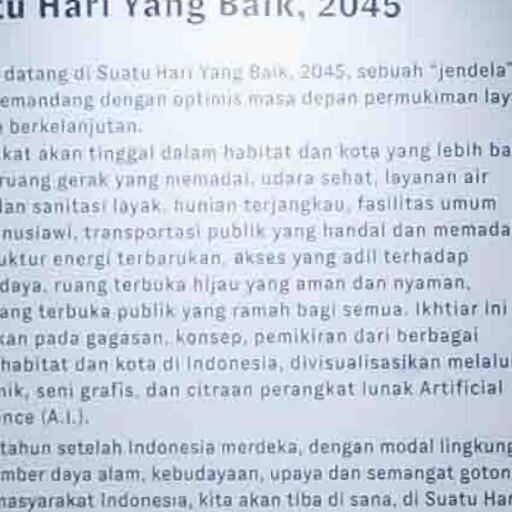 tu Hari Yang Baik, 2045
datang di Suatu Hari Yang Baik, 2045, sebuah "jendela"
emandang dengan optimis masa depan permukiman lay
berkelanjutan.
kat akan tinggal dalam habitat dan kota yang lebih ba
ruang gerak yang memadai, udara sehat, layanan air
dan sanitasi layak, hunian terjangkau, fasilitas umum
nusiawi, transportasi publik yang handal dan memada
uktur energi terbarukan, akses yang adil terhadap
daya, ruang terbuka hijau yang aman dan nyaman,
ang terbuka publik yang ramah bagi semua. Ikhtiar ini
kan pada gagasan, konsep, pemikiran dari berbagai
habitat dan kota di Indonesia, divisualisasikan melalu
nik, seni grafis, dan citraan perangkat lunak Artificial
nce (A.I.).
tahun setelah Indonesia merdeka, dengan modal lingkung
mber daya alam, kebudayaan, upaya dan semangat goton
masyarakat Indonesia, kita akan tiba di sana, di Suatu Har